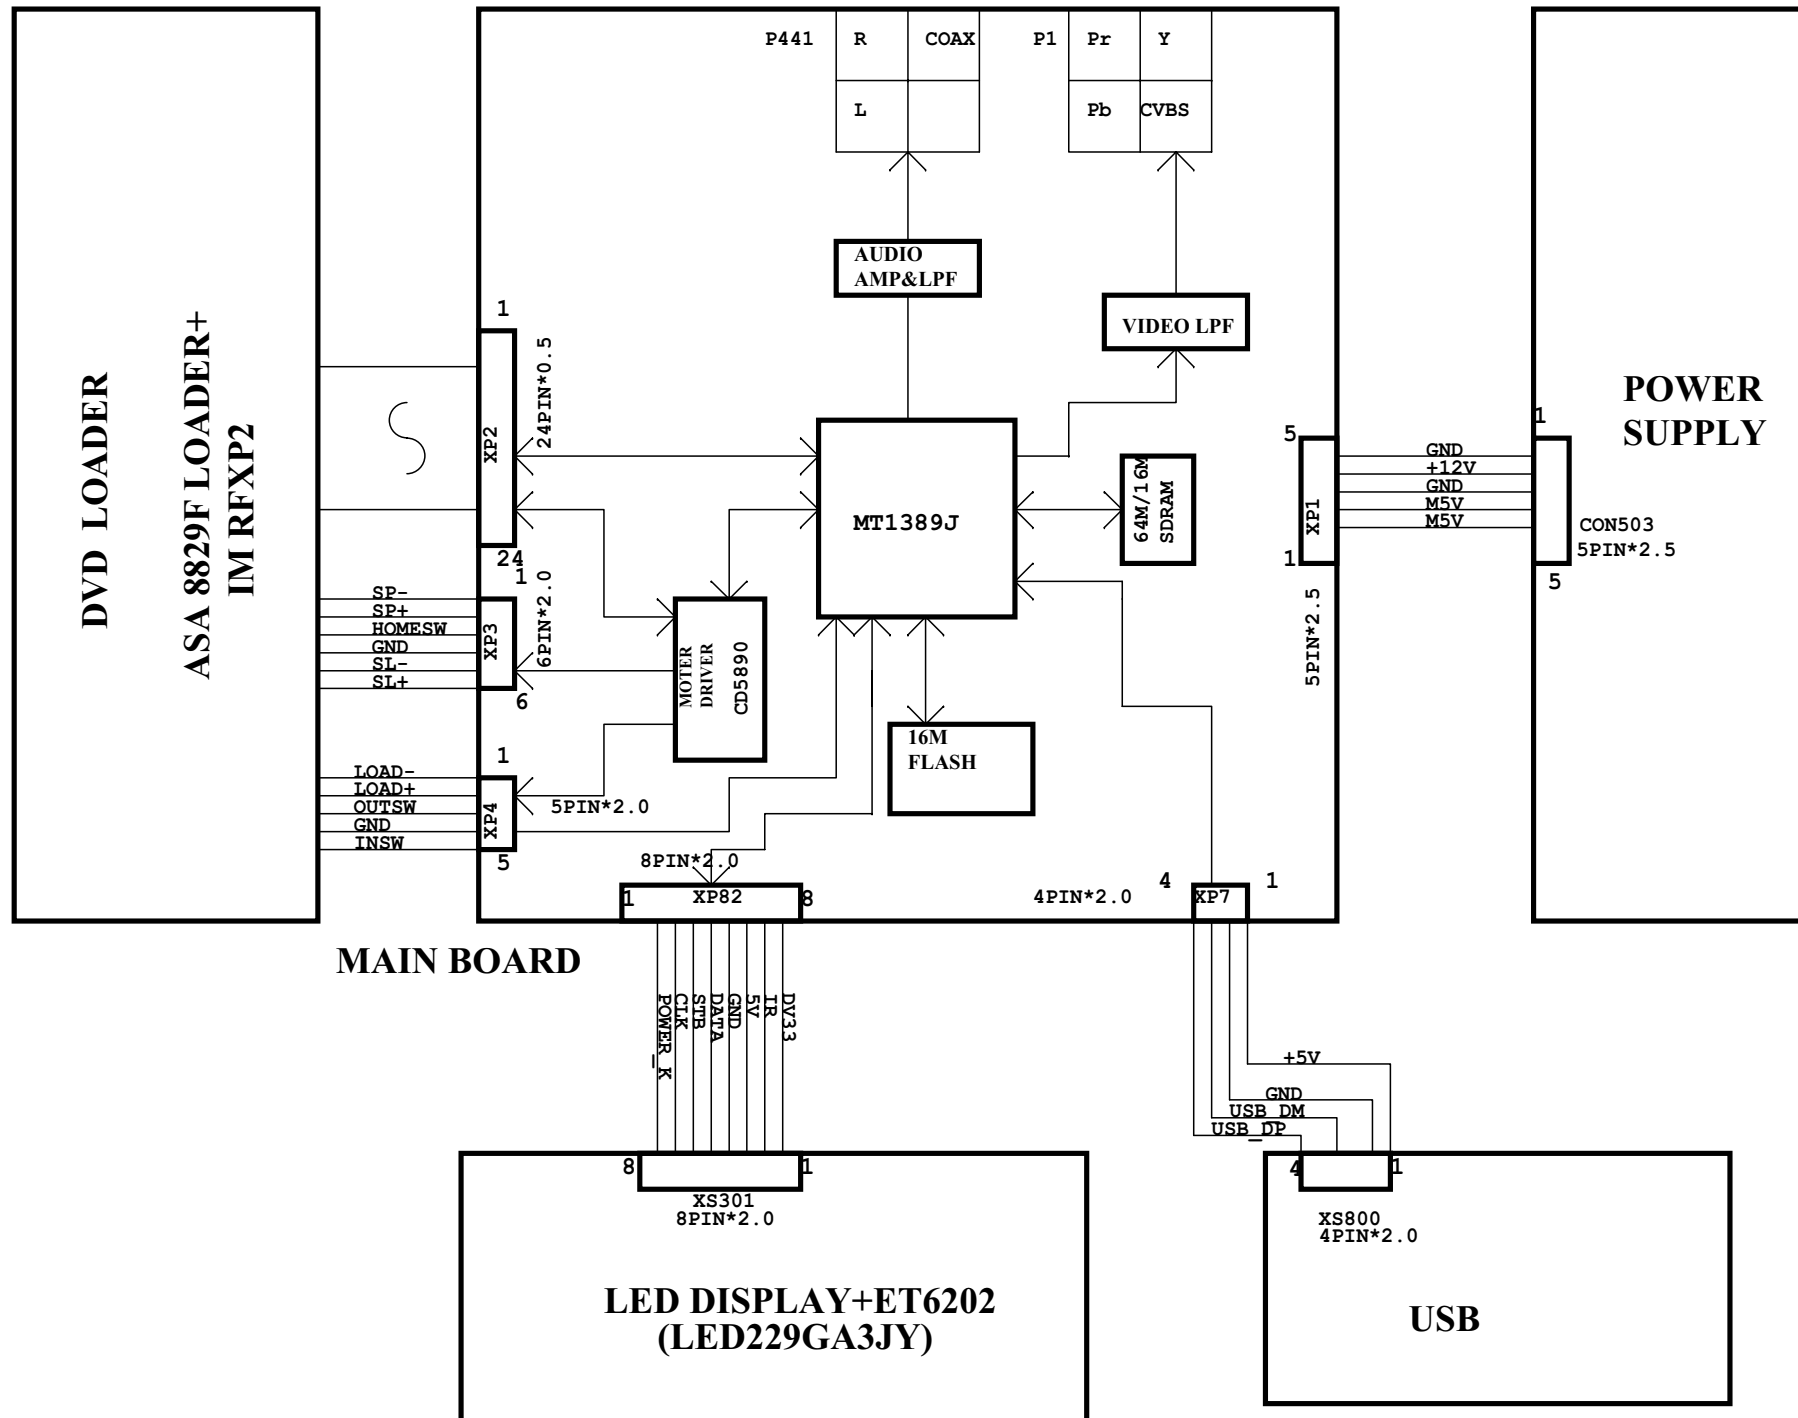 P441
R
COAX
P1
Pr
Y
L
Pb
CVBS
AUDIO
AMP&LPF
VIDEO LPF
DVD LOADER
ASA 8829F LOADER+
IM RFXP2
1
XP2
24PIN*0.5
24
MT1389J
64M/16M
SDRAM
5
XP1
1
5PIN*2.5
GND
+12V
GND
M5V
M5V
1
CON503
5PIN*2.5
5
POWER
SUPPLY
SP-
SP+
HOMESW
GND
SL-
SL+
1
XP3
6PIN*2.0
6
MOTER
DRIVER
CD5890
16M
FLASH
LOAD-
LOAD+
OUTSW
GND
INSW
1
XP4
5PIN*2.0
5
8PIN*2.0
1
XP82
8
4PIN*2.0
4
XP7
1
MAIN BOARD
POWER_K
CLK
STB
DATA
GND
5V
IR
DV33
+5V
GND
USB_DM
USB_DP
8
1
XS301
8PIN*2.0
4
1
XS800
4PIN*2.0
LED DISPLAY+ET6202
(LED229GA3JY)
USB